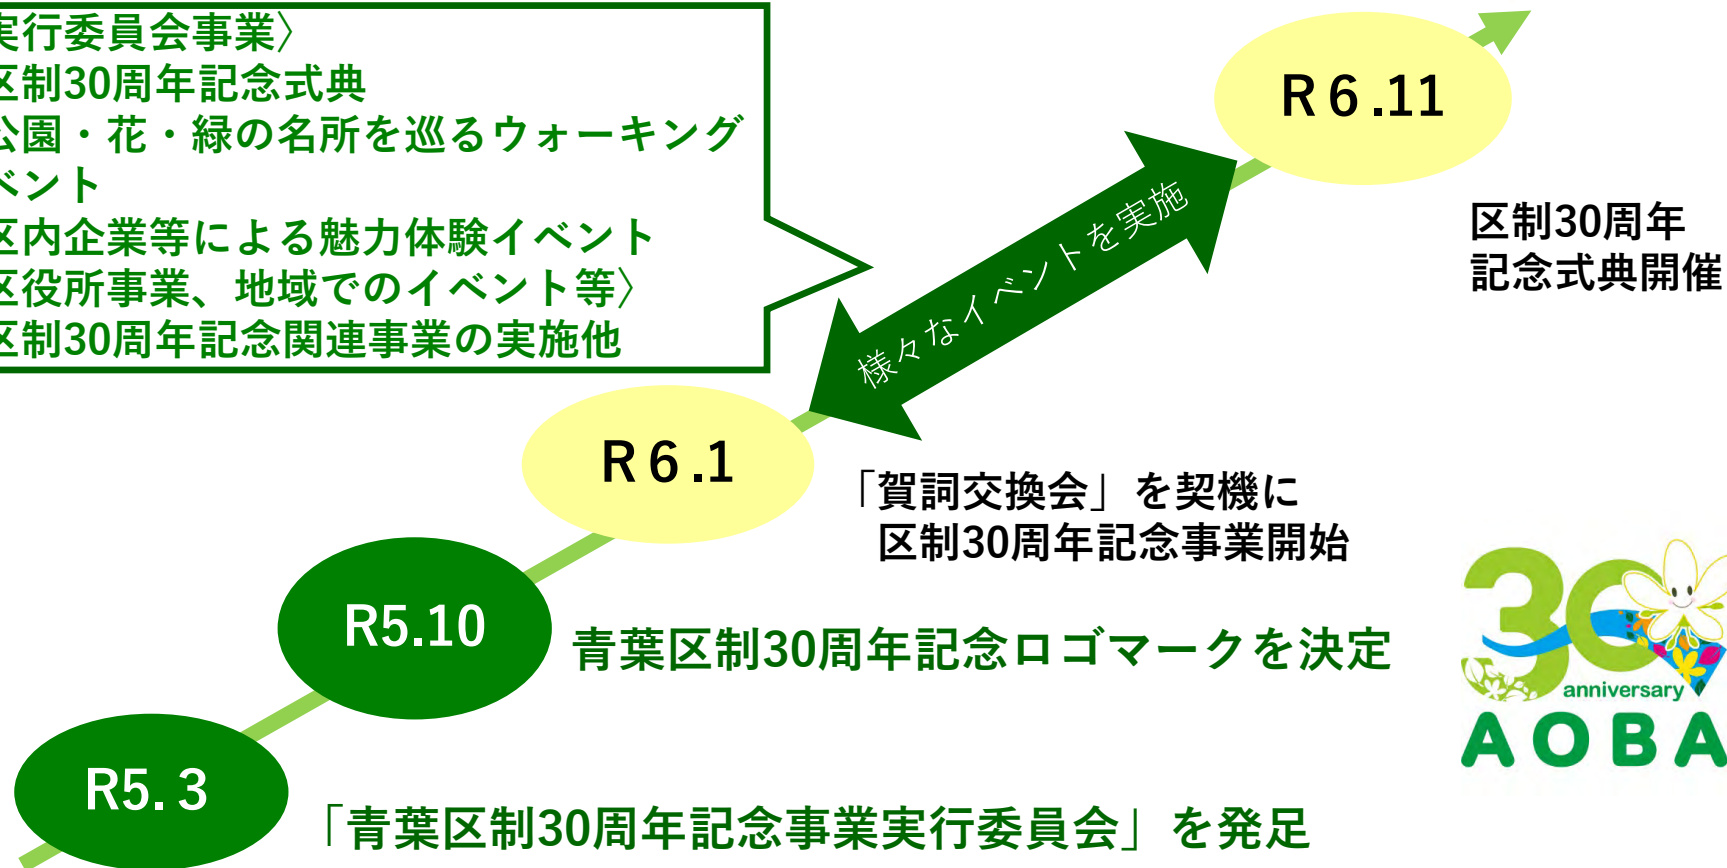 実行委員会事業〉
区制30周年記念式典
公園・花・緑の名所を巡るウォーキング
ベント
区内企業等による魅力体験イベント
区役所事業、地域でのイベント等〉
区制30周年記念関連事業の実施他
R６.11
様々なイベントを実施
区制30周年
記念式典開催
R６.1
「賀詞交換会」を契機に
区制30周年記念事業開始
R5.10
青葉区制30周年記念ロゴマークを決定
30
anniversary
AOBA
R5.３
「青葉区制30周年記念事業実行委員会」を発足